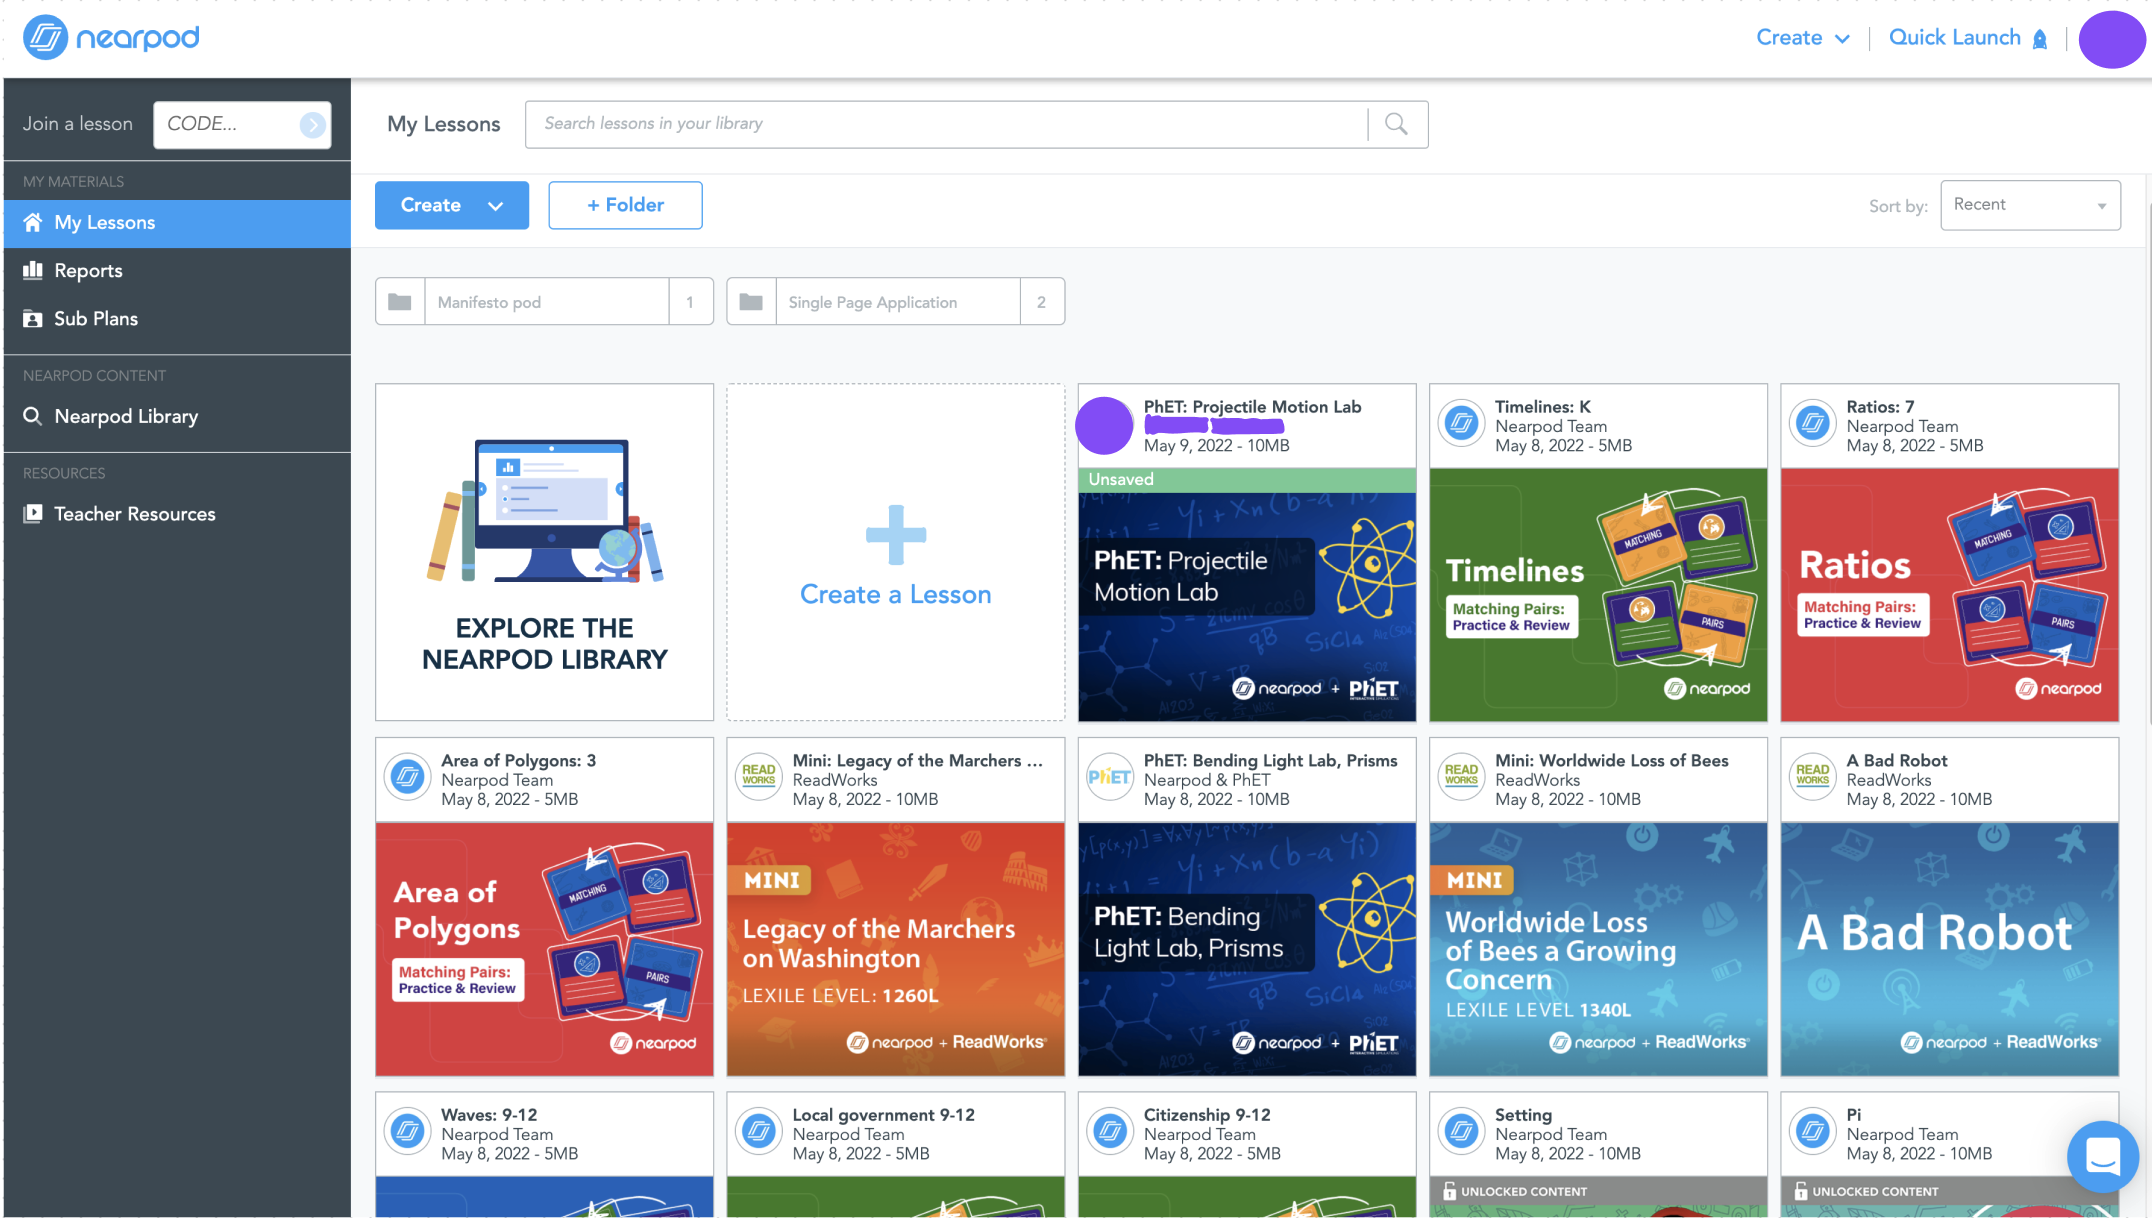 nearpod
Create
Quick Launch
Join a lesson
CODE...
MY MATERIALS
My Lessons
Reports
Sub Plans
NEARPOD CONTENT
Nearpod Library
RESOURCES
Teacher Resources
My Lessons
Search lessons in your library
Create
+ Folder
Sort by:
Recent
Manifesto pod
1
Single Page Application
2
EXPLORE THE
NEARPOD LIBRARY
Create a Lesson
PhET: Projectile Motion Lab
May 9, 2022 - 10MB
Unsaved
PhET: Projectile
Motion Lab
nearpod + PhET
Timelines: K
Nearpod Team
May 8, 2022 - 5MB
Timelines
Matching Pairs:
Practice & Review
MATCHING
PAIRS
nearpod
Ratios: 7
Nearpod Team
May 8, 2022 - 5MB
Ratios
Matching Pairs:
Practice & Review
MATCHING
PAIRS
nearpod
Area of Polygons: 3
Nearpod Team
May 8, 2022 - 5MB
Area of
Polygons
Matching Pairs:
Practice & Review
MATCHING
PAIRS
nearpod
READ
WORKS
Mini: Legacy of the Marchers ...
ReadWorks
May 8, 2022 - 10MB
MINI
Legacy of the Marchers
on Washington
LEXILE LEVEL: 1260L
nearpod + ReadWorks
PhET
PhET: Bending Light Lab, Prisms
Nearpod & PhET
May 8, 2022 - 10MB
PhET: Bending
Light Lab, Prisms
nearpod + PhET
READ
WORKS
Mini: Worldwide Loss of Bees
ReadWorks
May 8, 2022 - 10MB
MINI
Worldwide Loss
of Bees a Growing
Concern
LEXILE LEVEL 1340L
nearpod + ReadWorks
READ
WORKS
A Bad Robot
ReadWorks
May 8, 2022 - 10MB
A Bad Robot
nearpod + ReadWorks
Waves: 9-12
Nearpod Team
May 8, 2022 - 5MB
Local government 9-12
Nearpod Team
May 8, 2022 - 5MB
Citizenship 9-12
Nearpod Team
May 8, 2022 - 5MB
Setting
Nearpod Team
May 8, 2022 - 10MB
UNLOCKED CONTENT
Pi
Nearpod Team
May 8, 2022 - 10MB
UNLOCKED CONTENT